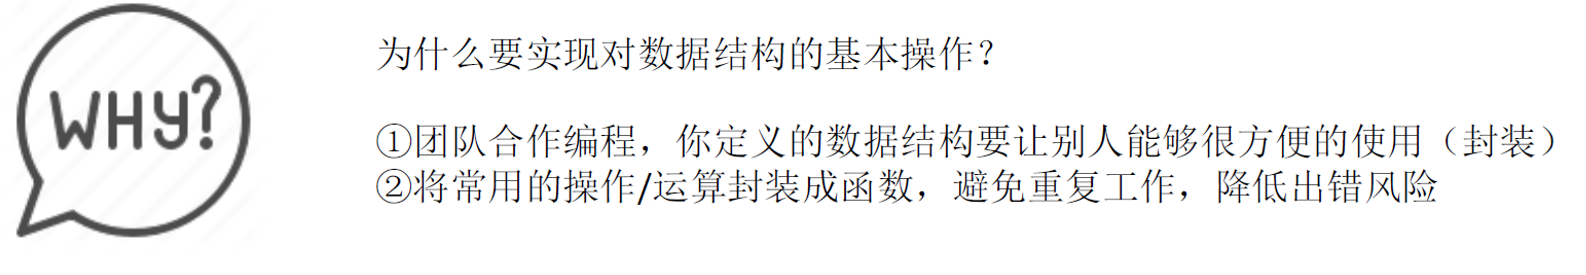 WHY?
为什么要实现对数据结构的基本操作？
①团队合作编程，你定义的数据结构要让别人能够很方便的使用（封装）
②将常用的操作/运算封装成函数，避免重复工作，降低出错风险